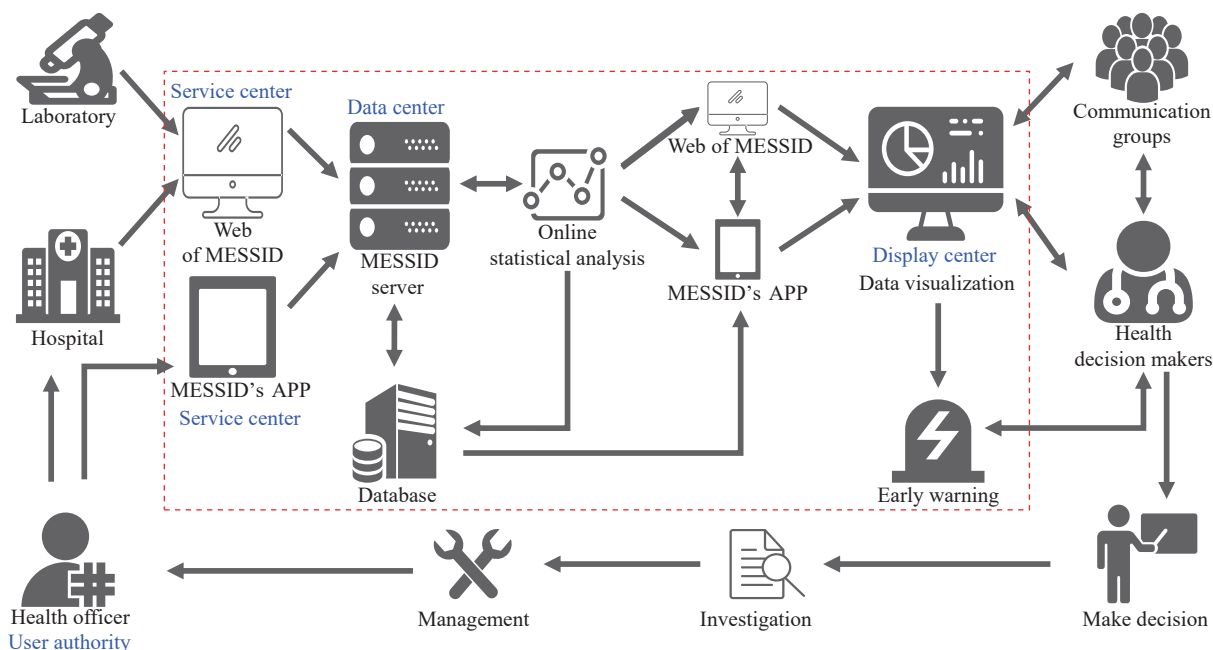 Laboratory
Service center
Web
of MESSID
Hospital
MESSID's APP
Service center
Data center
MESSID
server
Database
Online
statistical analysis
Web of MESSID
MESSID's APP
Display center
Data visualization
Early warning
Communication
groups
Health
decision makers
Make decision
Investigation
Management
Health officer
User authority